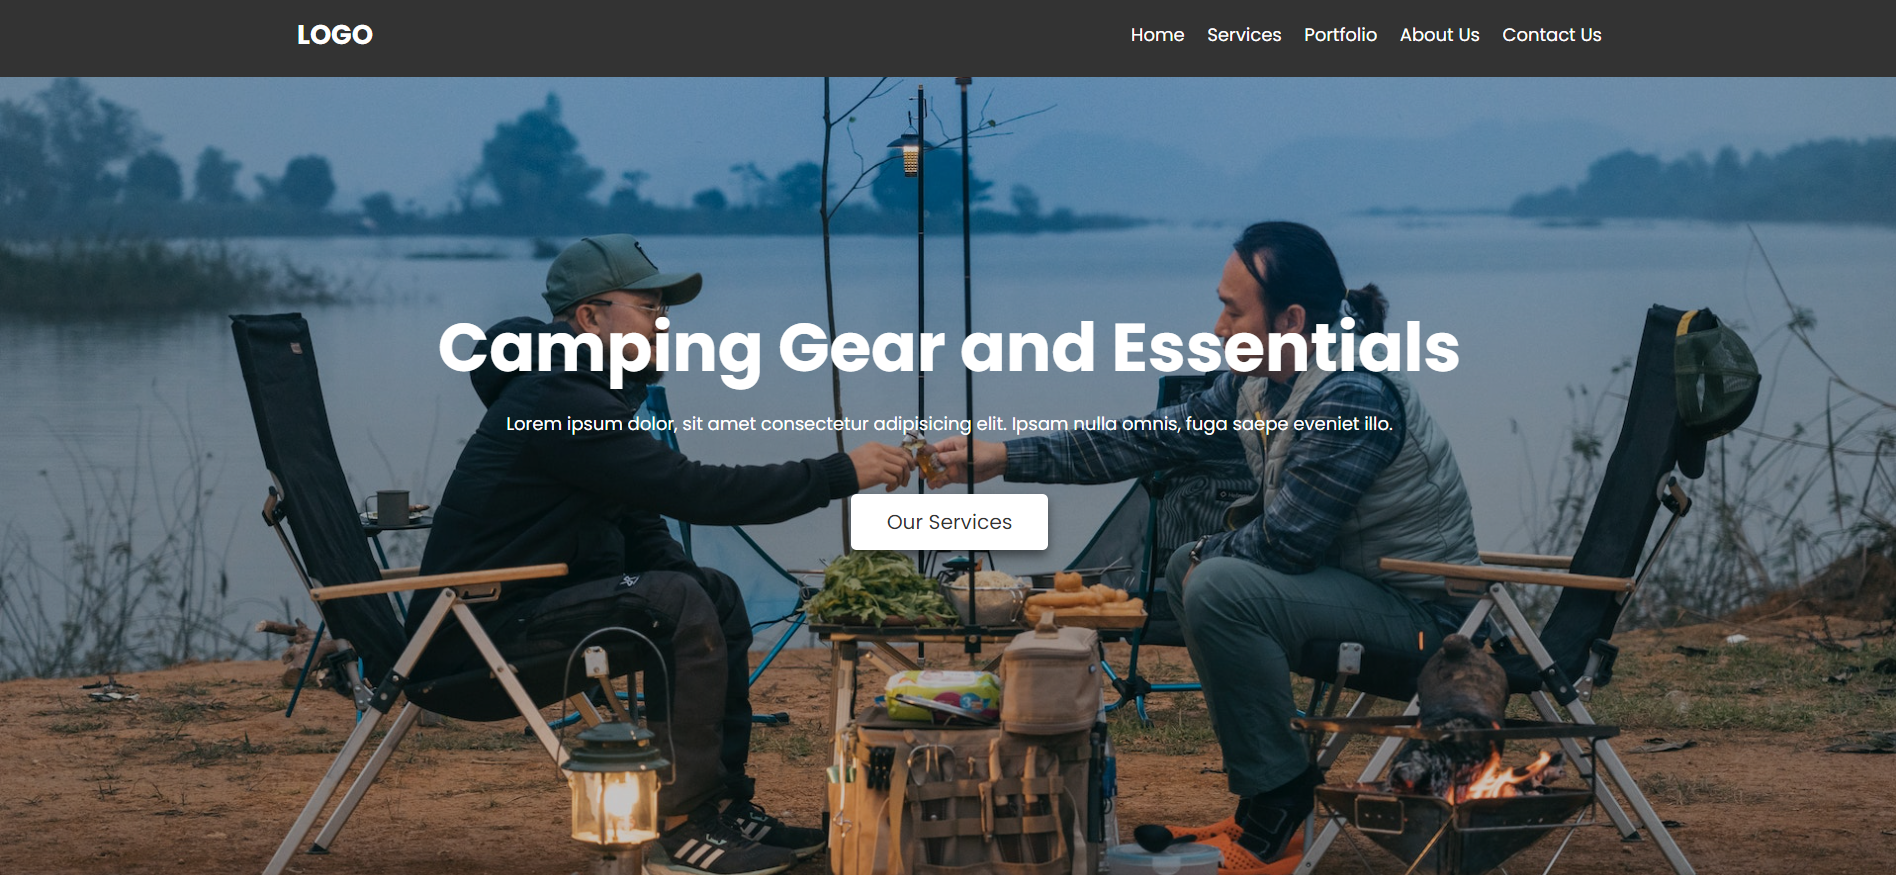 LOGO
Home Services Portfolio About Us Contact Us
Camping Gear and Essentials
Lorem ipsum dolor, sit amet consectetur adipisicing elit. Ipsam nulla omnis, fuga saepe eveniet illo.
Our Services